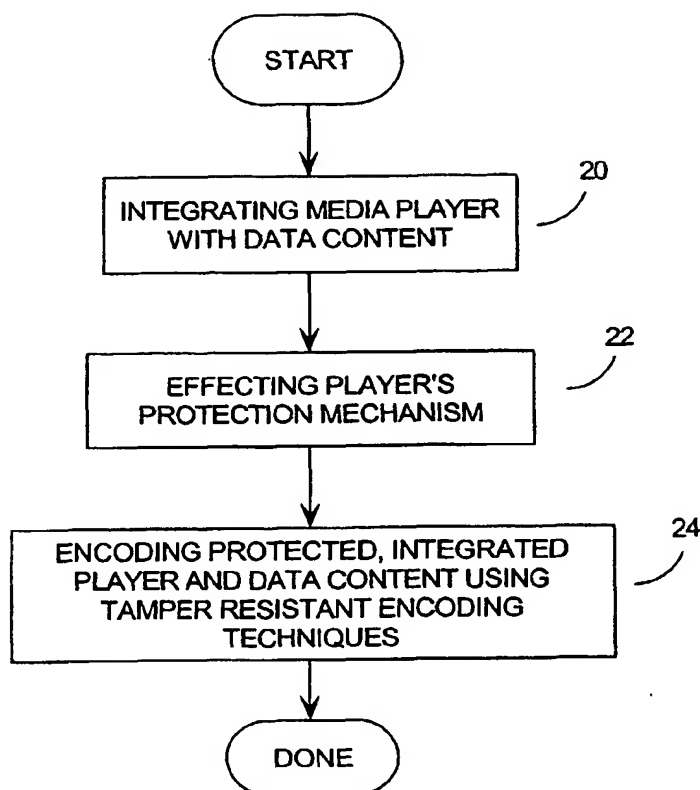 START
20
INTEGRATING MEDIA PLAYER
WITH DATA CONTENT
22
EFFECTING PLAYER'S
PROTECTION MECHANISM
24
ENCODING PROTECTED, INTEGRATED
PLAYER AND DATA CONTENT USING
TAMPER RESISTANT ENCODING
TECHNIQUES
DONE